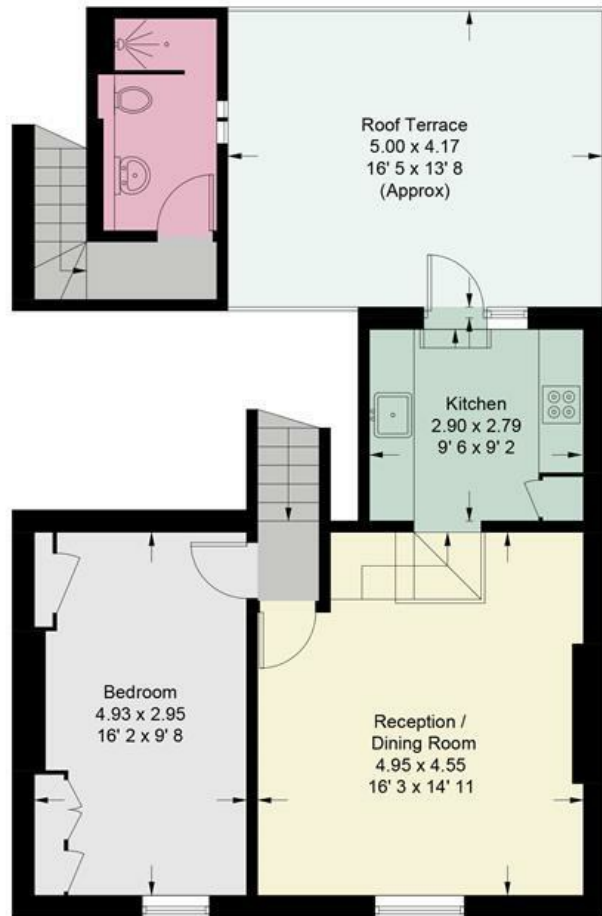 Roof Terrace
5.00 x 4.17
16' 5 x 13' 8
(Approx)
Kitchen
2.90 x 2.79
9' 6 x 9' 2
Bedroom
4.93 x 2.95
16' 2 x 9' 8
Reception /
Dining Room
4.95 x 4.55
16' 3 x 14' 11